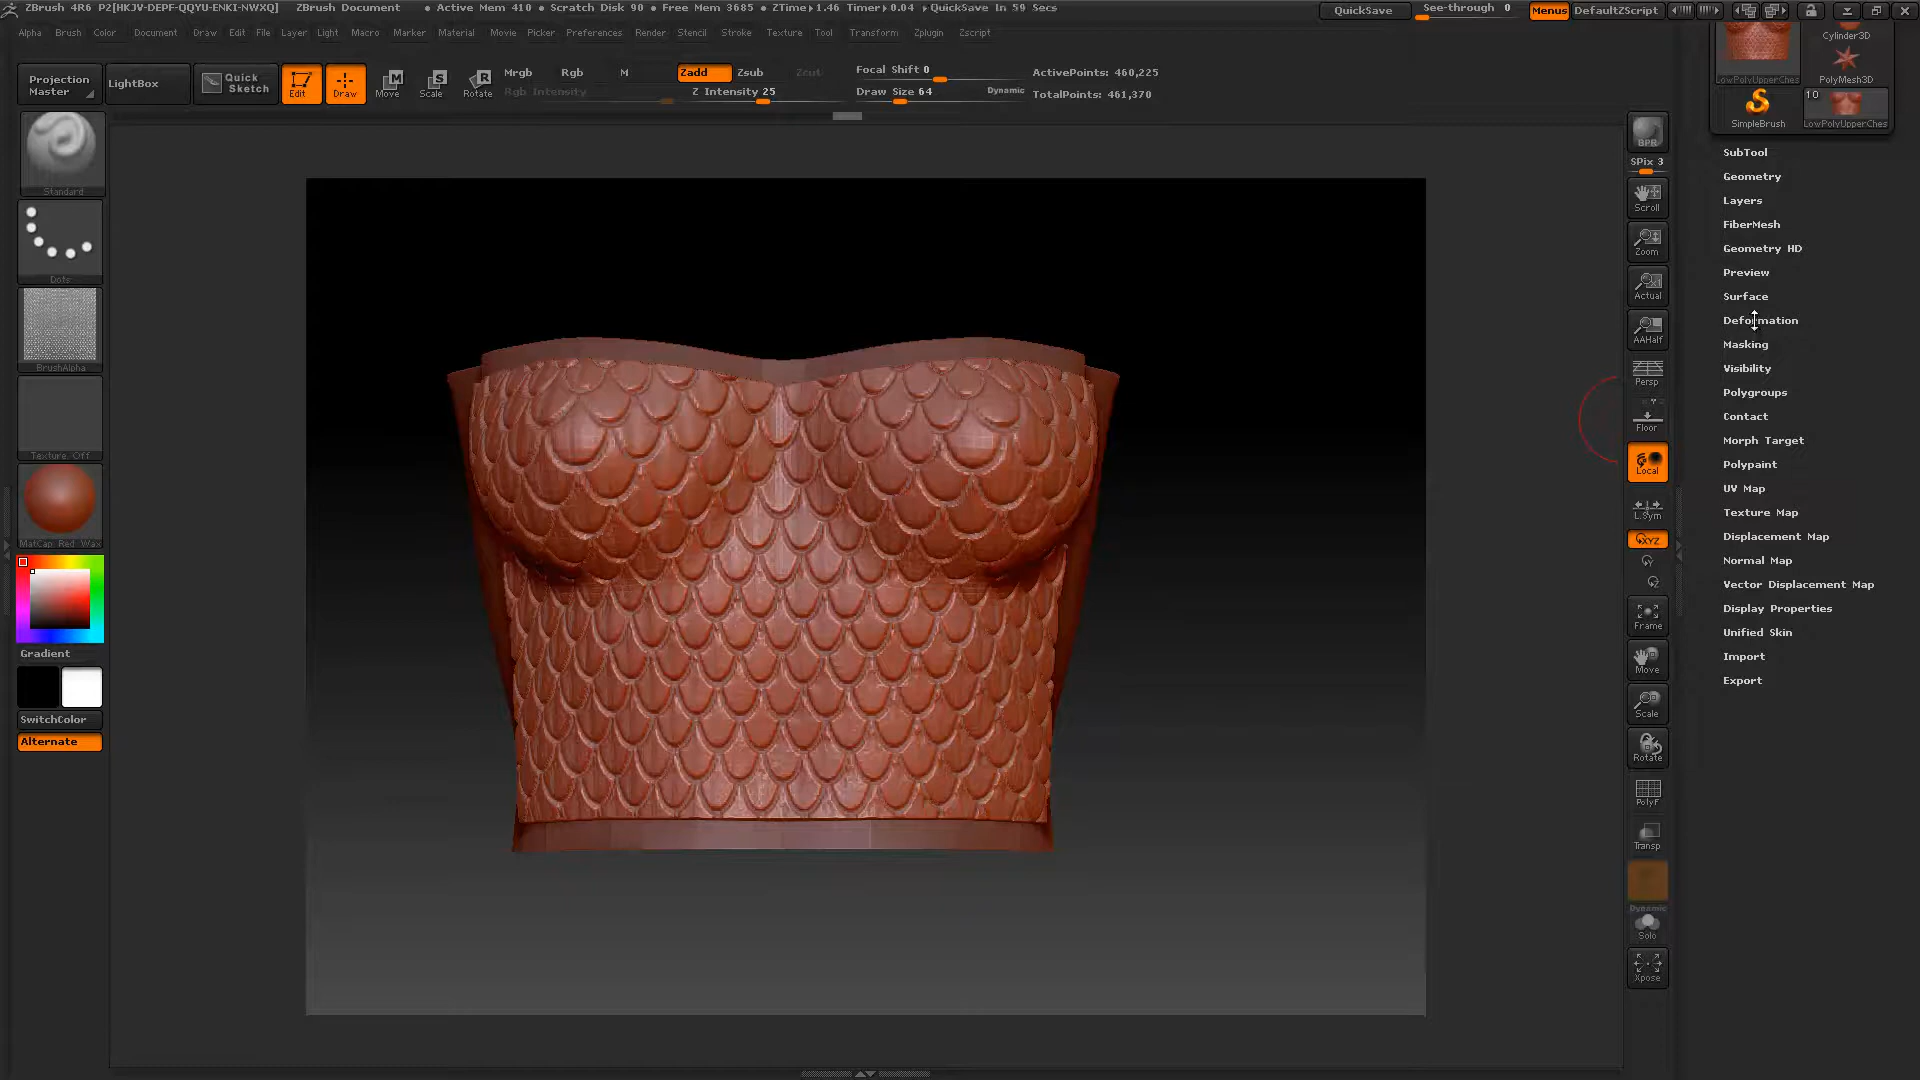 ZBrush 4R6 P2[HKJV-DEPF-QQYU-ENKI-NWXQ] ZBrush Document • Active Mem 410 • Scratch Disk 90 • Free Mem 3685 • ZTime▸1.46 Timer▸0.04 ▸QuickSave In 59 Secs QuickSave See-through 0 Menus DefaultZScript
Alpha Brush Color Document Draw Edit File Layer Light Macro Marker Material Movie Picker Preferences Render Stencil Stroke Texture Tool Transform Zplugin Zscript
Projection Master
LightBox
Quick Sketch
Edit
Draw
Move
Scale
Rotate
Mrgb Rgb M
Rgb Intensity
Zadd Zsub Zcut
Z Intensity 25
Focal Shift 0
Draw Size 64
Dynamic
ActivePoints: 460,225
TotalPoints: 461,370
Standard
Dots
BrushAlpha
Texture Off
MatCap Red Wax
Gradient
SwitchColor
Alternate
BPR
SPix 3
Scroll
Zoom
Actual
AAHalf
Persp
Floor
Local
L.Sym
XYZ
Frame
Move
Scale
Rotate
PolyF
Transp
Dynamic
Solo
Xpose
Cylinder3D
LowPolyUpperChes
PolyMesh3D
SimpleBrush
10
LowPolyUpperChes
SubTool
Geometry
Layers
FiberMesh
Geometry HD
Preview
Surface
Deformation
Masking
Visibility
Polygroups
Contact
Morph Target
Polypaint
UV Map
Texture Map
Displacement Map
Normal Map
Vector Displacement Map
Display Properties
Unified Skin
Import
Export